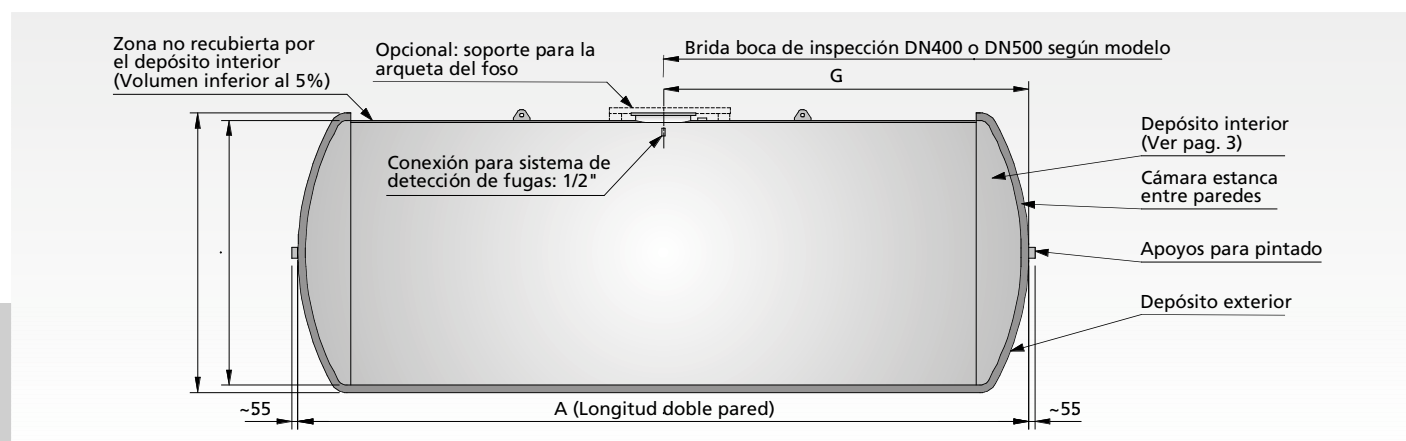 Zona no recubierta por
el depósito interior
(Volumen inferior al 5%)
Opcional: soporte para la
arqueta del foso
Brida boca de inspección DN400 o DN500 según modelo
G
Conexión para sistema de
detección de fugas: 1/2"
Depósito interior
(Ver pag. 3)
Cámara estanca
entre paredes
Apoyos para pintado
Depósito exterior
~55
A (Longitud doble pared)
~55